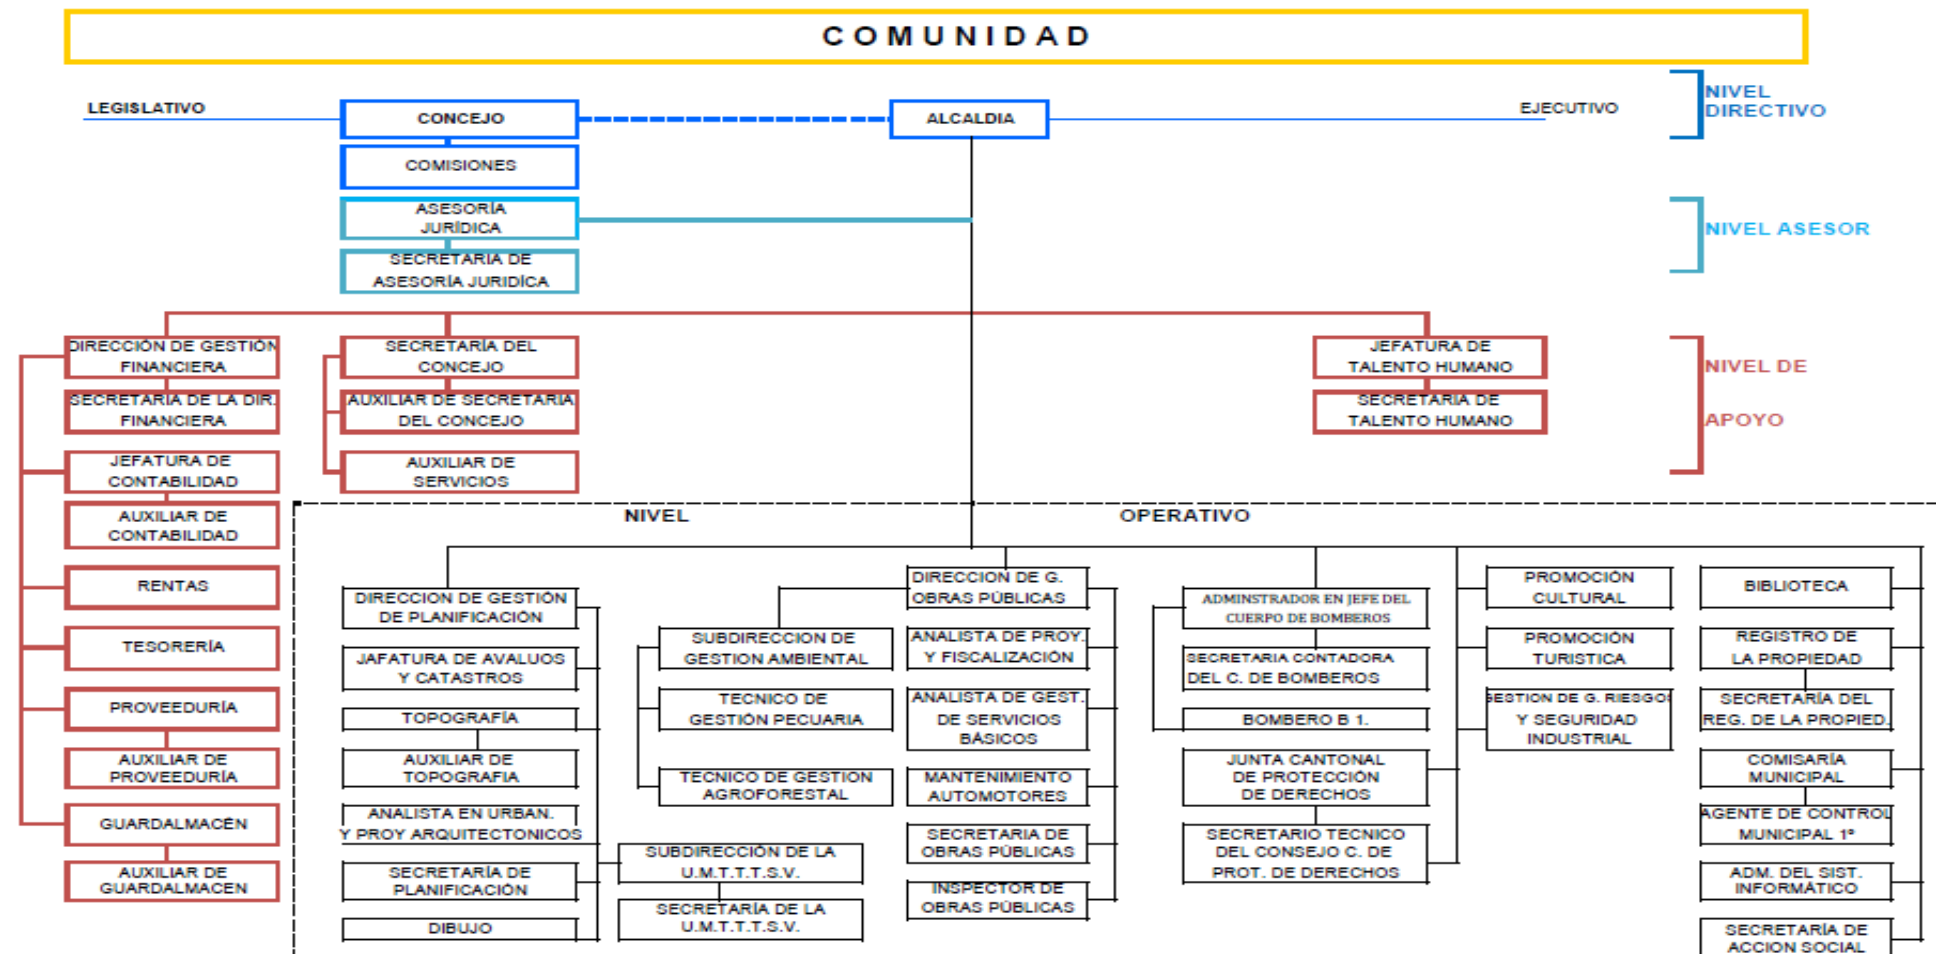 COMUNIDAD
LEGISLATIVO
CONCEJO
ALCALDIA
EJECUTIVO
NIVEL
DIRECTIVO
COMISIONES
ASESORÍA
JURÍDICA
NIVEL ASESOR
SECRETARIA DE
ASESORÍA JURIDÍCA
DIRECCIÓN DE GESTIÓN
FINANCIERA
SECRETARIA DE LA DIR.
FINANCIERA
JEFATURA DE
CONTABILIDAD
AUXILIAR DE
CONTABILIDAD
RENTAS
TESORERÍA
PROVEEDURÍA
AUXILIAR DE
PROVEEDURÍA
GUARDALMACÉN
AUXILIAR DE
GUARDALMACEN
SECRETARÍA DEL
CONCEJO
AUXILIAR DE SECRETARIA
DEL CONCEJO
AUXILIAR DE
SERVICIOS
JEFATURA DE
TALENTO HUMANO
SECRETARIA DE
TALENTO HUMANO
NIVEL DE
APOYO
NIVEL
OPERATIVO
DIRECCION DE GESTIÓN
DE PLANIFICACIÓN
JAFATURA DE AVALUOS
Y CATASTROS
TOPOGRAFÍA
AUXILIAR DE
TOPOGRAFIA
ANALISTA EN URBAN.
Y PROY ARQUITECTONICOS
SECRETARÍA DE
PLANIFICACIÓN
DIBUJO
SUBDIRECCION DE
GESTION AMBIENTAL
TECNICO DE
GESTIÓN PECUARIA
TECNICO DE GESTION
AGROFORESTAL
SUBDIRECCIÓN DE LA
U.M.T.T.T.S.V.
SECRETARÍA DE LA
U.M.T.T.S.V.
DIRECCION DE G.
OBRAS PÚBLICAS
ANALISTA DE PROY.
Y FISCALIZACIÓN
ANALISTA DE GEST.
DE SERVICIOS
BÁSICOS
MANTENIMIENTO
AUTOMOTORES
SECRETARIA DE
OBRAS PÚBLICAS
INSPECTOR DE
OBRAS PÚBLICAS
ADMINSTRADOR EN JEFE DEL
CUERPO DE BOMBEROS
SECRETARIA CONTADORA
DEL C. DE BOMBEROS
BOMBERO B 1.
JUNTA CANTONAL
DE PROTECCIÓN
DE DERECHOS
SECRETARIO TECNICO
DEL CONSEJO C. DE
PROT. DE DERECHOS
PROMOCIÓN
CULTURAL
PROMOCIÓN
TURISTICA
GESTION DE G. RIESGO
Y SEGURIDAD
INDUSTRIAL
BIBLIOTECA
REGISTRO DE
LA PROPIEDAD
SECRETARÍA DEL
REG. DE LA PROPIED.
COMISARÍA
MUNICIPAL
AGENTE DE CONTROL
MUNICIPAL 1º
ADM. DEL SIST.
INFORMÁTICO
SECRETARÍA DE
ACCION SOCIAL